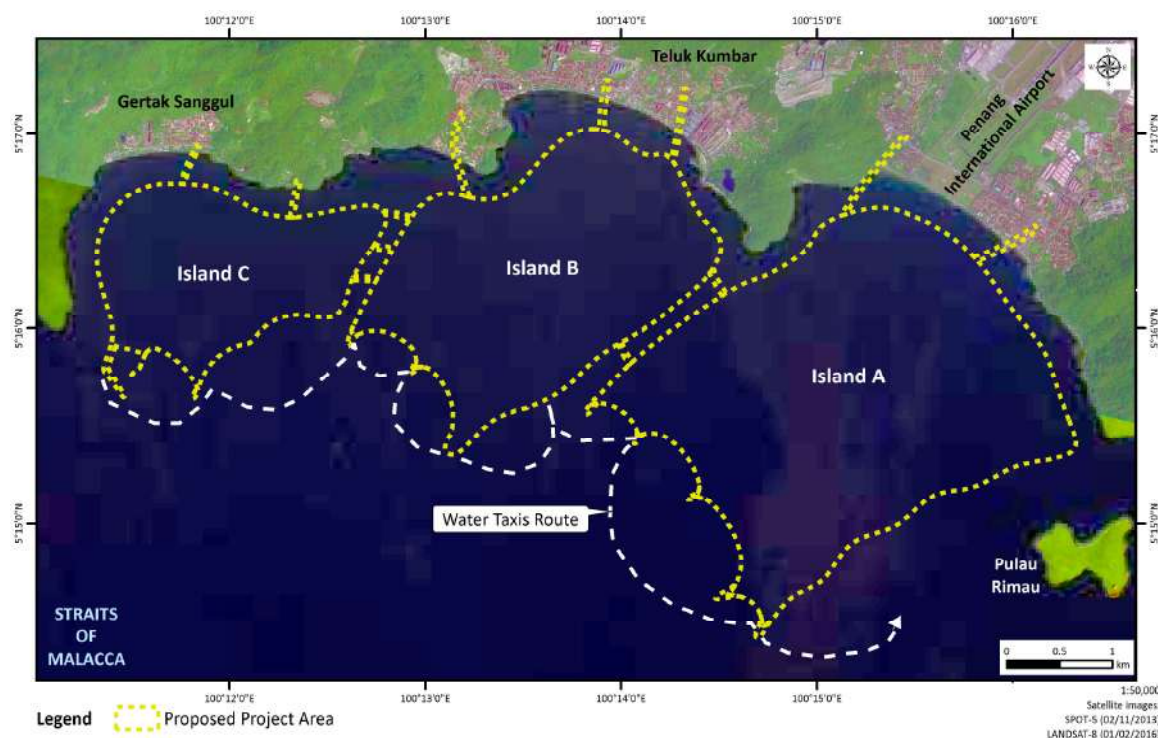 100°12'0"E
100°13'0"E
100°14'0"E
100°15'0"E
100°16'0"E
Teluk Kumbar
Gertak Sanggul
N
W
E
S
Penang
International Airport
5°17'0"N
5°17'0"N
Island C
Island B
Island A
5°16'0"N
5°16'0"N
Water Taxis Route
5°15'0"N
5°15'0"N
Pulau
Rimau
STRAITS
OF
MALACCA
0 0.5 1
km
100°12'0"E
100°13'0"E
100°14'0"E
100°15'0"E
100°16'0"E
1:50,000
Legend
Proposed Project Area
Satellite images
SPOT-5 (02/11/2013)
LANDSAT-8 (01/02/2016)